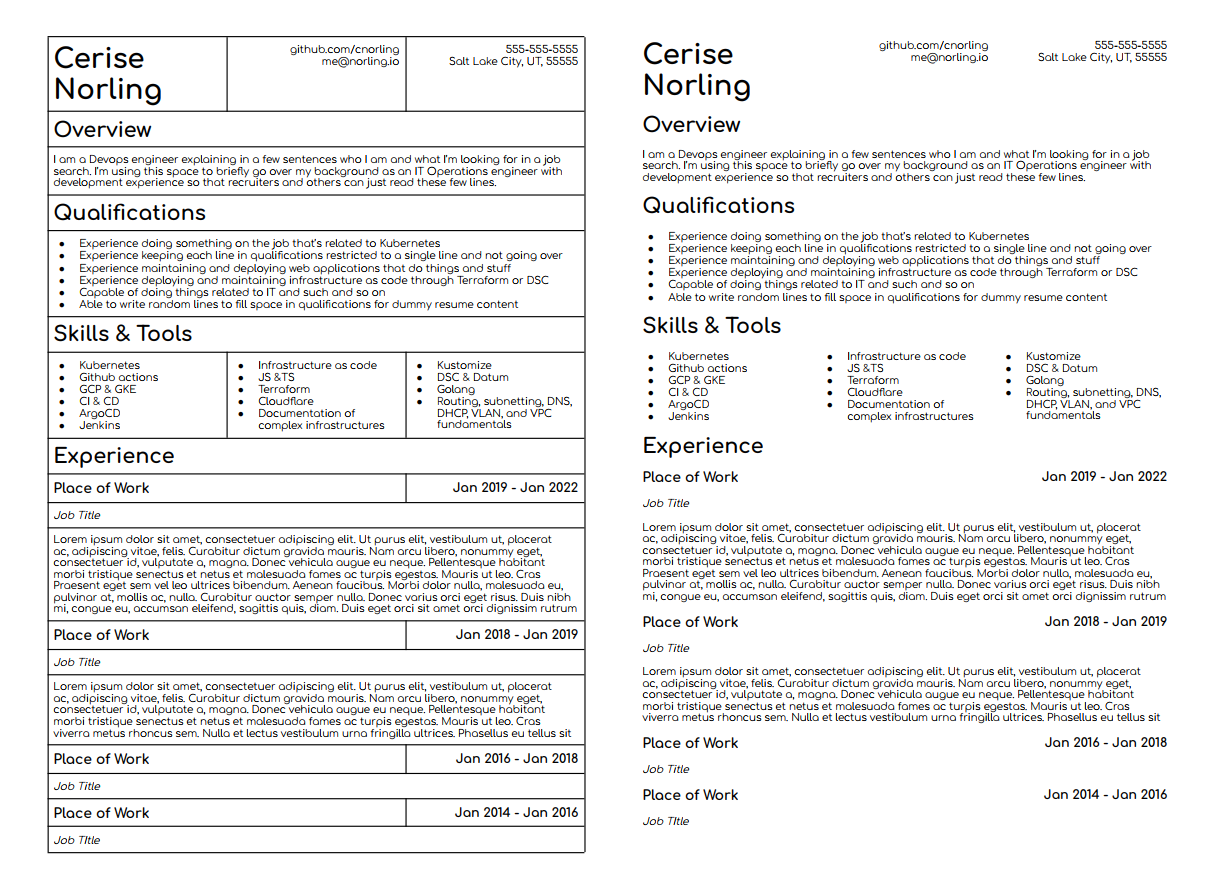 Cerise
Norling
github.com/cnorling
me@norling.io
555-555-5555
Salt Lake City, UT, 55555
Overview
I am a Devops engineer explaining in a few sentences who I am and what I'm looking for in a job
search. I'm using this space to briefly go over my background as an IT Operations engineer with
development experience so that recruiters and others can just read these few lines.
Qualifications
● Experience doing something on the job that's related to Kubernetes
● Experience keeping each line in qualifications restricted to a single line and not going over
● Experience maintaining and deploying web applications that do things and stuff
● Experience deploying and maintaining infrastructure as code through Terraform or DSC
● Capable of doing things related to IT and such and so on
● Able to write random lines to fill space in qualifications for dummy resume content
Skills & Tools
● Kubernetes
● Github actions
● GCP & GKE
● CI & CD
● ArgoCD
● Jenkins
● Infrastructure as code
● JS &TS
● Terraform
● Cloudflare
● Documentation of
complex infrastructures
● Kustomize
● DSC & Datum
● Golang
● Routing, subnetting, DNS,
DHCP, VLAN, and VPC
fundamentals
Experience
Place of Work
Jan 2019 - Jan 2022
Job Title
Lorem ipsum dolor sit amet, consectetuer adipiscing elit. Ut purus elit, vestibulum ut, placerat
ac, adipiscing vitae, felis. Curabitur dictum gravida mauris. Nam arcu libero, nonummy eget,
consectetuer id, vulputate a, magna. Donec vehicula augue eu neque. Pellentesque habitant
morbi tristique senectus et netus et malesuada fames ac turpis egestas. Mauris ut leo. Cras
Praesent eget sem vel leo ultrices bibendum. Aenean faucibus. Morbi dolor nulla, malesuada eu,
pulvinar at, mollis ac, nulla. Curabitur auctor semper nulla. Donec varius orci eget risus. Duis nibh
mi, congue eu, accumsan eleifend, sagittis quis, diam. Duis eget orci sit amet orci dignissim rutrum
Place of Work
Jan 2018 - Jan 2019
Job Title
Lorem ipsum dolor sit amet, consectetuer adipiscing elit. Ut purus elit, vestibulum ut, placerat
ac, adipiscing vitae, felis. Curabitur dictum gravida mauris. Nam arcu libero, nonummy eget,
consectetuer id, vulputate a, magna. Donec vehicula augue eu neque. Pellentesque habitant
morbi tristique senectus et netus et malesuada fames ac turpis egestas. Mauris ut leo. Cras
viverra metus rhoncus sem. Nulla et lectus vestibulum urna fringilla ultrices. Phasellus eu tellus sit
Place of Work
Jan 2016 - Jan 2018
Job Title
Place of Work
Jan 2014 - Jan 2016
Job TItle
Cerise
Norling
github.com/cnorling
me@norling.io
555-555-5555
Salt Lake City, UT, 55555
Overview
I am a Devops engineer explaining in a few sentences who I am and what I'm looking for in a job
search. I'm using this space to briefly go over my background as an IT Operations engineer with
development experience so that recruiters and others can just read these few lines.
Qualifications
● Experience doing something on the job that's related to Kubernetes
● Experience keeping each line in qualifications restricted to a single line and not going over
● Experience maintaining and deploying web applications that do things and stuff
● Experience deploying and maintaining infrastructure as code through Terraform or DSC
● Capable of doing things related to IT and such and so on
● Able to write random lines to fill space in qualifications for dummy resume content
Skills & Tools
● Kubernetes
● Github actions
● GCP & GKE
● CI & CD
● ArgoCD
● Jenkins
● Infrastructure as code
● JS &TS
● Terraform
● Cloudflare
● Documentation of
complex infrastructures
● Kustomize
● DSC & Datum
● Golang
● Routing, subnetting, DNS,
DHCP, VLAN, and VPC
fundamentals
Experience
Place of Work
Jan 2019 - Jan 2022
Job Title
Lorem ipsum dolor sit amet, consectetuer adipiscing elit. Ut purus elit, vestibulum ut, placerat
ac, adipiscing vitae, felis. Curabitur dictum gravida mauris. Nam arcu libero, nonummy eget,
consectetuer id, vulputate a, magna. Donec vehicula augue eu neque. Pellentesque habitant
morbi tristique senectus et netus et malesuada fames ac turpis egestas. Mauris ut leo. Cras
Praesent eget sem vel leo ultrices bibendum. Aenean faucibus. Morbi dolor nulla, malesuada eu,
pulvinar at, mollis ac, nulla. Curabitur auctor semper nulla. Donec varius orci eget risus. Duis nibh
mi, congue eu, accumsan eleifend, sagittis quis, diam. Duis eget orci sit amet orci dignissim rutrum
Place of Work
Jan 2018 - Jan 2019
Job Title
Lorem ipsum dolor sit amet, consectetuer adipiscing elit. Ut purus elit, vestibulum ut, placerat
ac, adipiscing vitae, felis. Curabitur dictum gravida mauris. Nam arcu libero, nonummy eget,
consectetuer id, vulputate a, magna. Donec vehicula augue eu neque. Pellentesque habitant
morbi tristique senectus et netus et malesuada fames ac turpis egestas. Mauris ut leo. Cras
viverra metus rhoncus sem. Nulla et lectus vestibulum urna fringilla ultrices. Phasellus eu tellus sit
Place of Work
Jan 2016 - Jan 2018
Job Title
Place of Work
Jan 2014 - Jan 2016
Job TItle